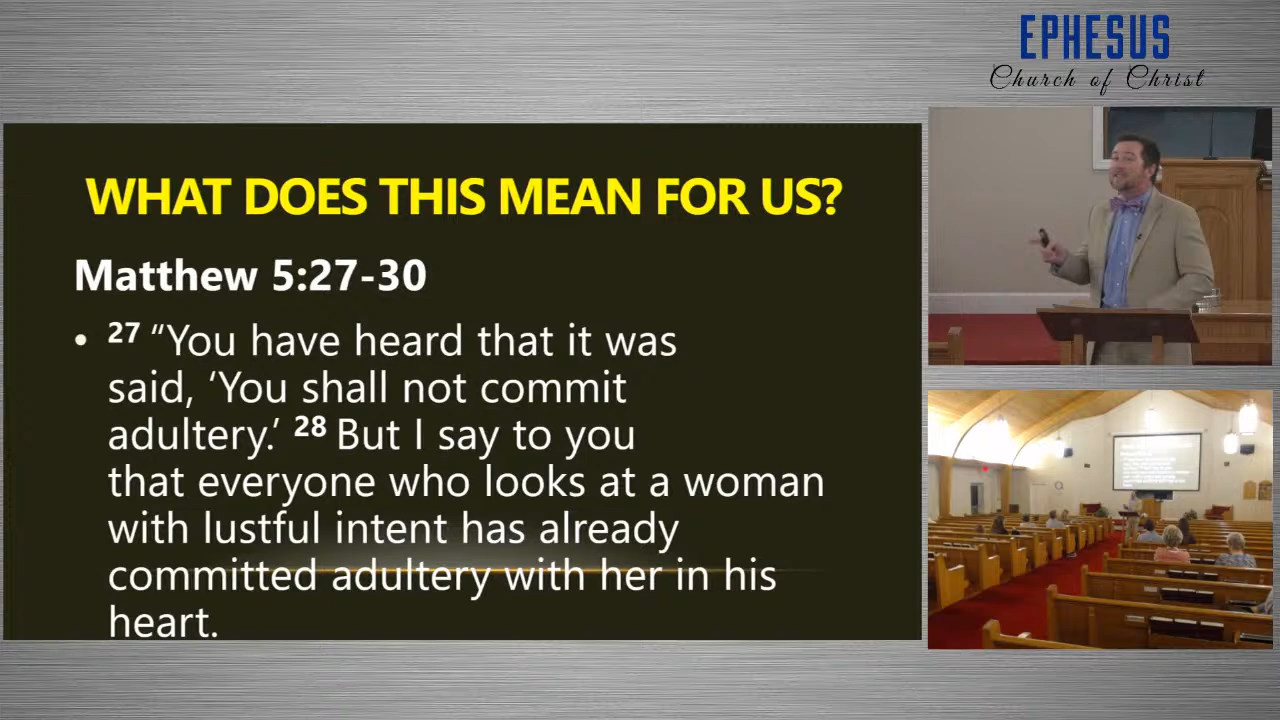 EPHESUS
Church of Christ
WHAT DOES THIS MEAN FOR US?
Matthew 5:27-30
• 27 “You have heard that it was
said, ‘You shall not commit
adultery.’ 28 But I say to you
that everyone who looks at a woman
with lustful intent has already
committed adultery with her in his
heart.